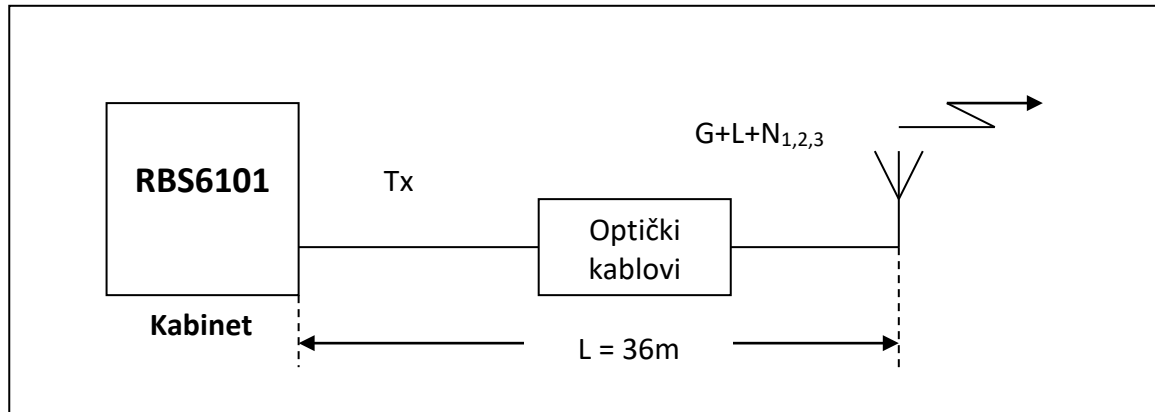 G+L+N1,2,3
RBS6101
Tx
Optički
kablovi
Kabinet
L = 36m